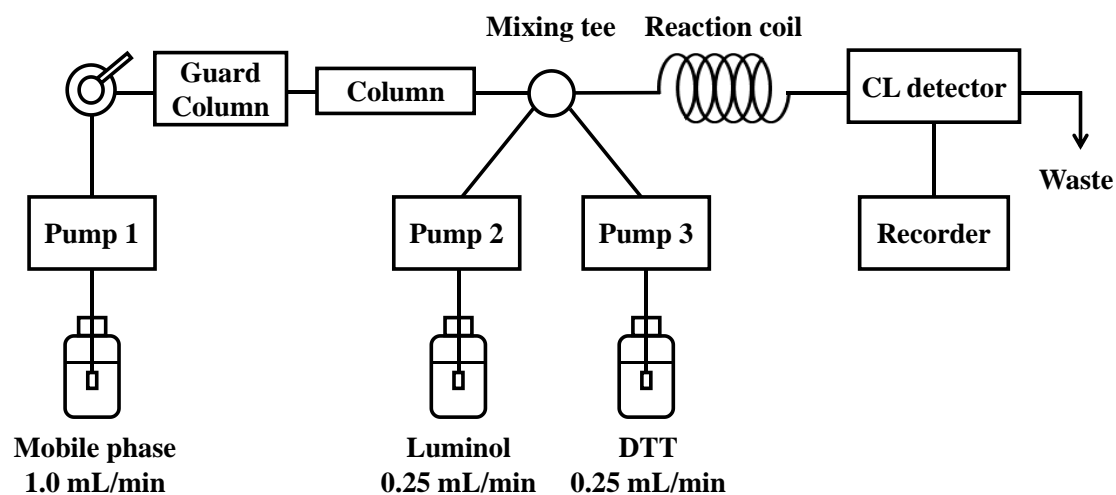 Mixing tee
Reaction coil
Guard
Column
Column
CL detector
Waste
Pump 1
Pump 2
Pump 3
Recorder
Mobile phase
1.0 mL/min
Luminol
0.25 mL/min
DTT
0.25 mL/min